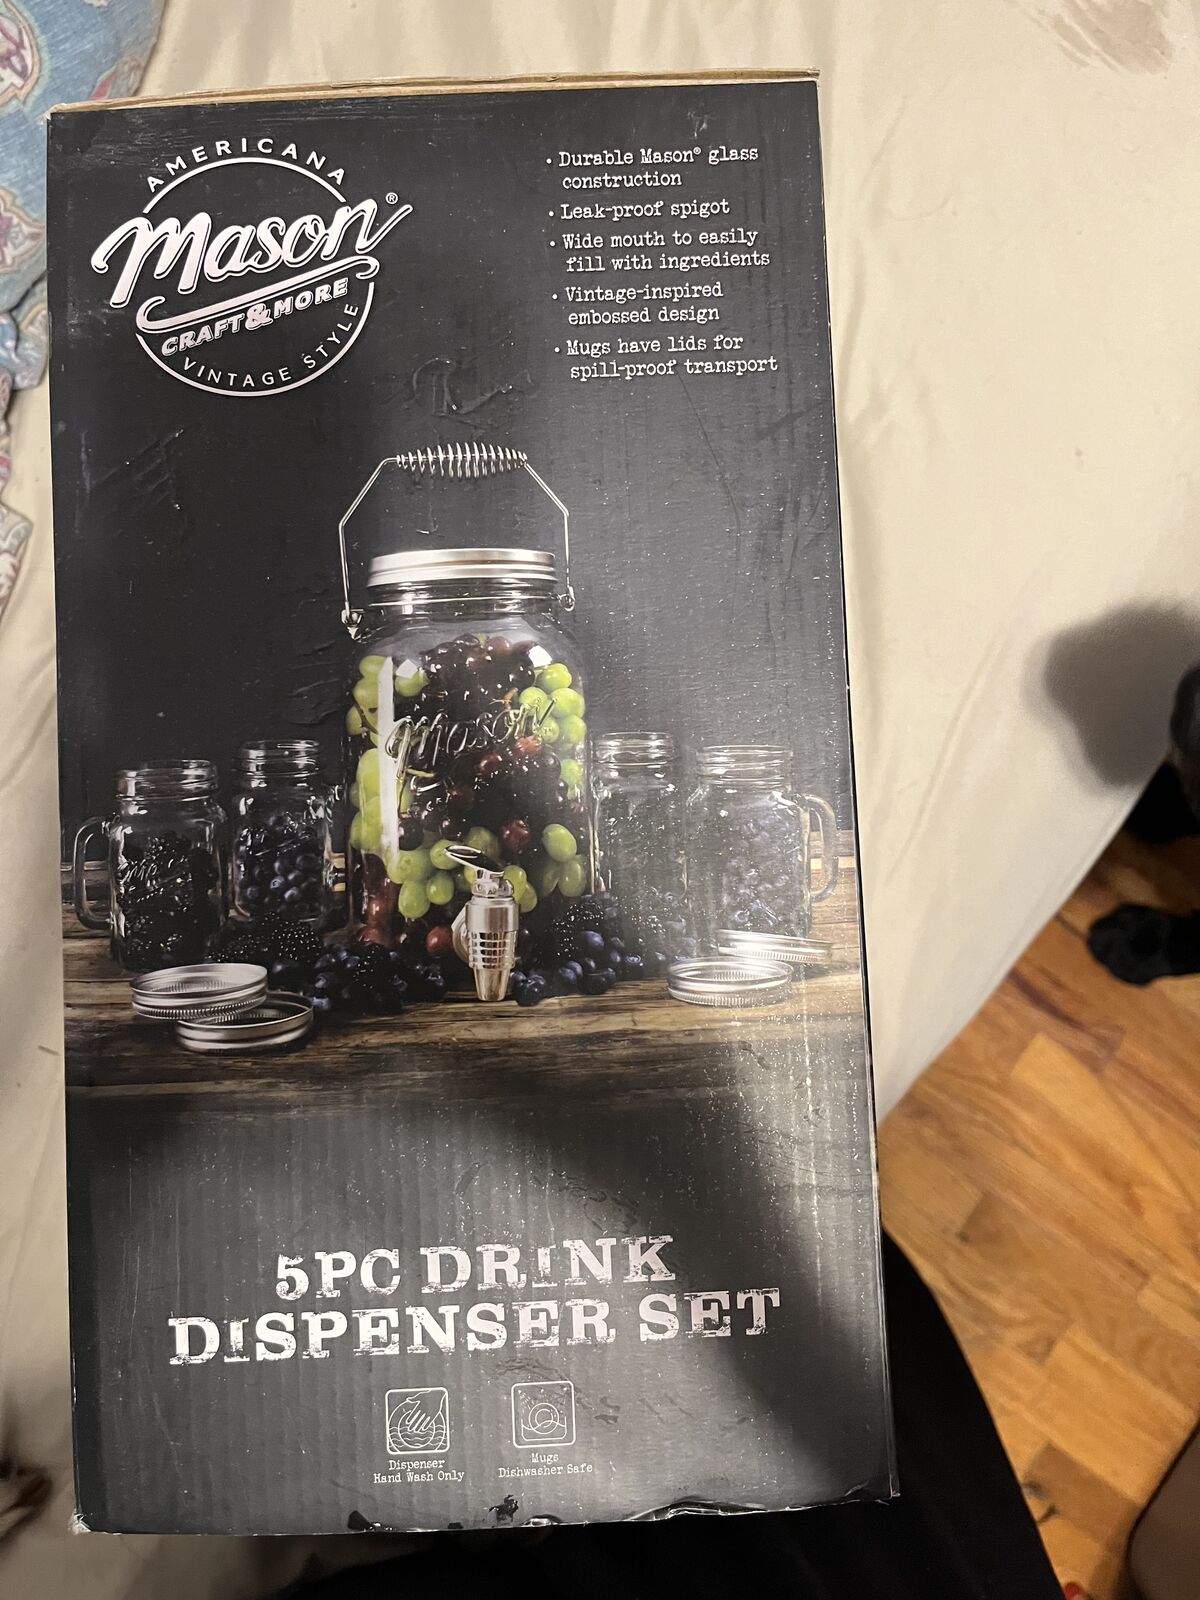 AMERICANA
Mason®
CRAFT & MORE
VINTAGE STYLE
• Durable Mason® glass
construction
• Leak-proof spigot
• Wide mouth to easily
fill with ingredients
• Vintage-inspired
embossed design
• Mugs have lids for
spill-proof transport
Mason
5PC DRINK
DISPENSER SET
Dispenser
Hand Wash Only
Mugs
Dishwasher Safe